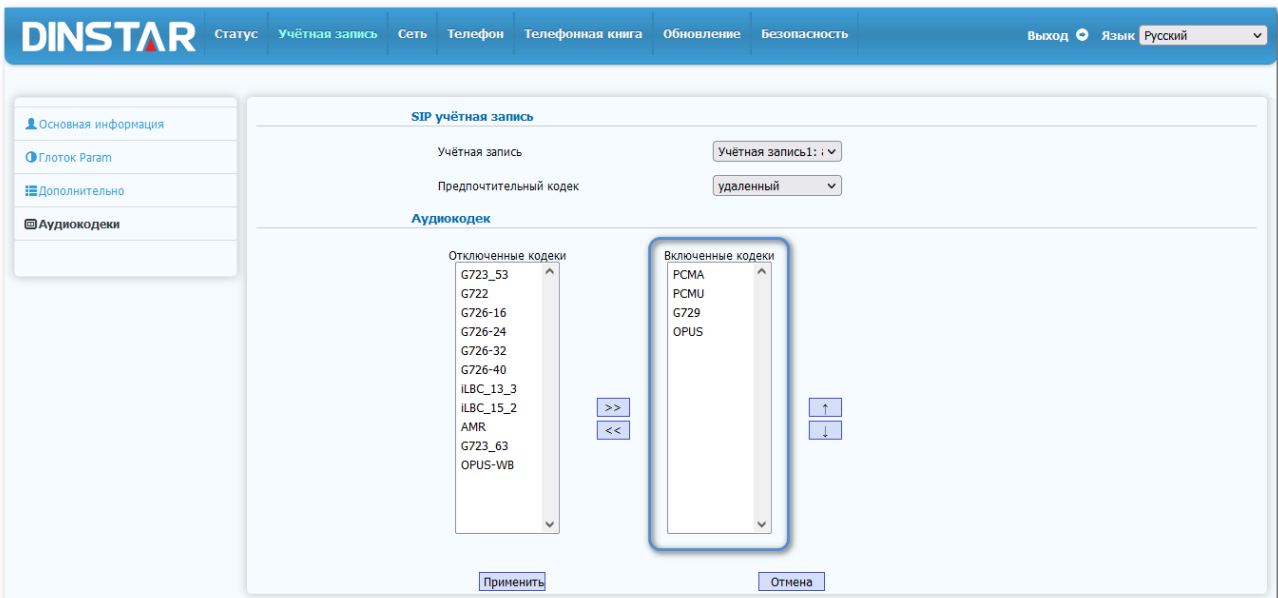 DINSTAR Статус Учётная запись Сеть Телефон Телефонная книга Обновление Безопасность Выход Язык Русский
Основная информация
Глоток Param
Дополнительно
Аудиокодеки
SIP учётная запись
Учётная запись Учётная запись1:
Предпочтительный кодек удаленный
Аудиокодек
Отключенные кодеки
G723_53
G722
G726-16
G726-24
G726-32
G726-40
iLBC_13_3
iLBC_15_2
AMR
G723_63
OPUS-WB
>>
<<
Включенные кодеки
PCMA
PCMU
G729
OPUS
↑
↓
Применить Отмена